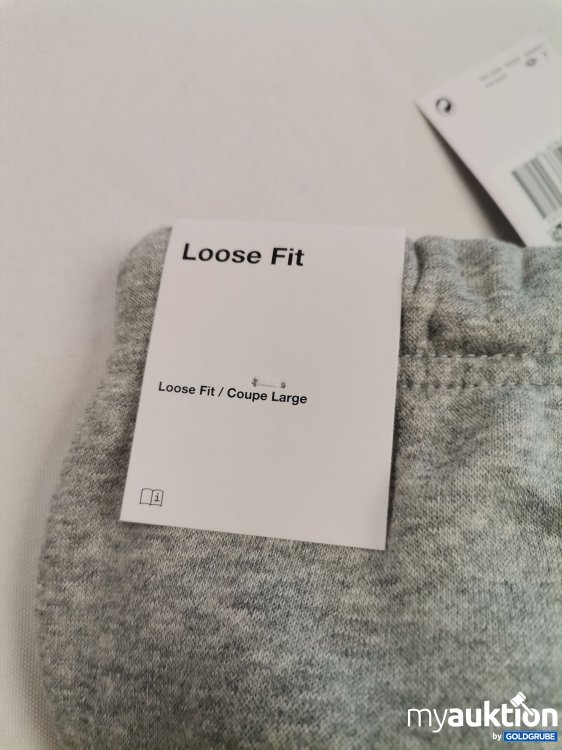 Loose Fit
Loose Fit / Coupe Large
i
myauktion
by GOLDGRUBE